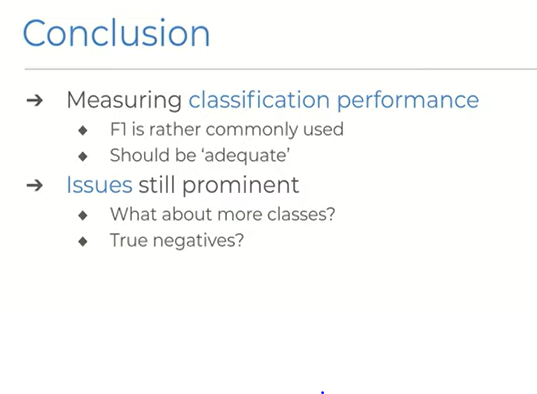 Conclusion
➔ Measuring classification performance
◆ F1 is rather commonly used
◆ Should be ‘adequate’
➔ Issues still prominent
◆ What about more classes?
◆ True negatives?